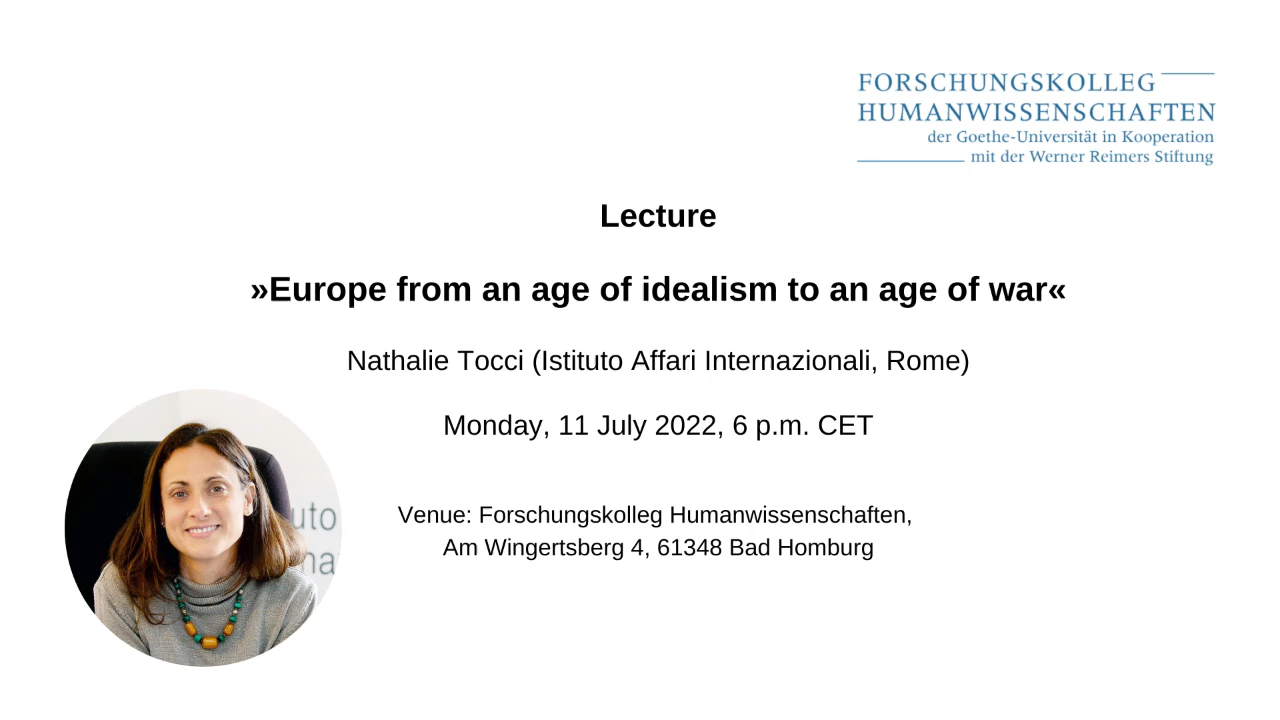 FORSCHUNGSKOLLEG
HUMANWISSENSCHAFTEN
der Goethe-Universität in Kooperation
mit der Werner Reimers Stiftung
Lecture
»Europe from an age of idealism to an age of war«
Nathalie Tocci (Istituto Affari Internazionali, Rome)
Monday, 11 July 2022, 6 p.m. CET
Venue: Forschungskolleg Humanwissenschaften,
Am Wingertsberg 4, 61348 Bad Homburg
uto
na